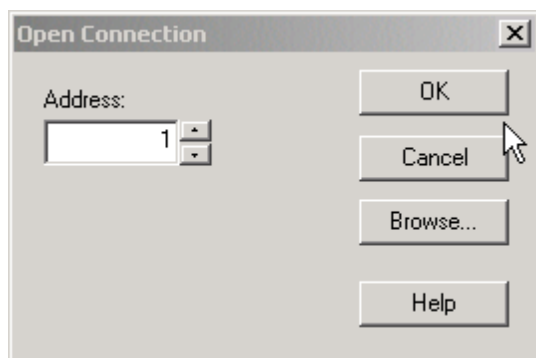 Open Connection
Address:
1
OK
Cancel
Browse...
Help